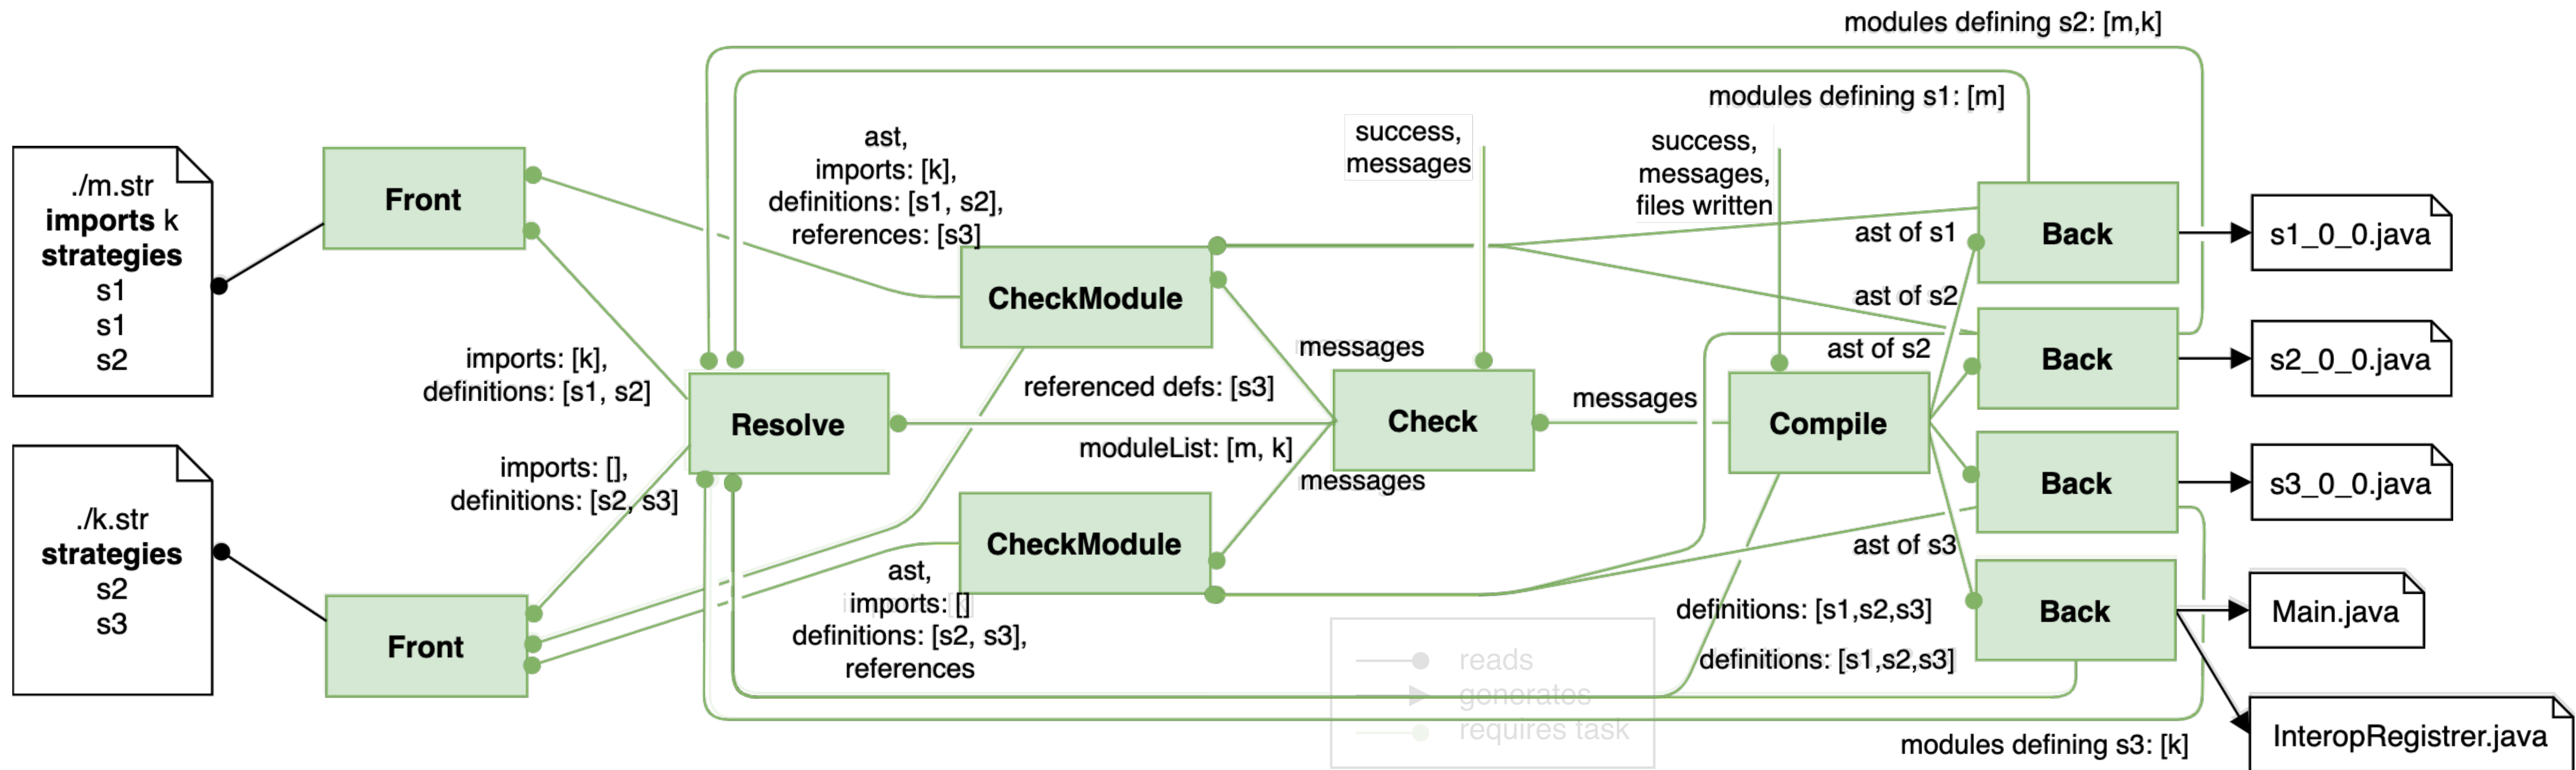 modules defining s2: [m,k]
modules defining s1: [m]
./m.str
imports k
strategies
s1
s1
s2
Front
ast,
imports: [k],
definitions: [s1, s2],
references: [s3]
success,
messages
success,
messages,
files written
CheckModule
ast of s1
Back
s1_0_0.java
ast of s2
ast of s2
Back
s2_0_0.java
imports: [k],
definitions: [s1, s2]
Resolve
referenced defs: [s3]
moduleList: [m, k]
messages
messages
Check
messages
Compile
imports: [],
definitions: [s2, s3]
./k.str
strategies
s2
s3
Front
CheckModule
ast,
imports: []
definitions: [s2, s3],
references
Back
s3_0_0.java
ast of s3
definitions: [s1,s2,s3]
definitions: [s1,s2,s3]
Back
Main.java
InteropRegistrer.java
reads
generates
requires task
modules defining s3: [k]